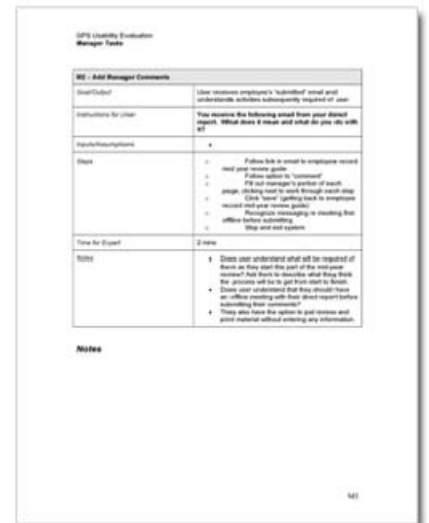 GPS Usability Evaluation
Manager Tasks
M2 – Add Manager Comments
Goal/Output
User receives employee's "submitted" email and
understands activities subsequently required of user
Instructions for User
You receive the following email from your direct
report. What does it mean and what do you do with
it?
Inputs/Assumptions
Steps
Follow link in email to employee record
mid year review guide
Follow option to "comment"
Fill out manager's portion of each
page, clicking next to work through each step
Click "save" (getting back to employee
record mid-year review guide)
Recognize messaging re meeting first
offline before submitting
Stop and exit system
Time for Expert
2 mins
Notes
Does user understand what will be required of
them as they start this part of the mid-year
review? Ask them to describe what they think
the process will be to get from start to finish.
Does user understand that they should have
an offline meeting with their direct report before
submitting their comments?
They also have the option to just review and
print material without entering any information.
Notes